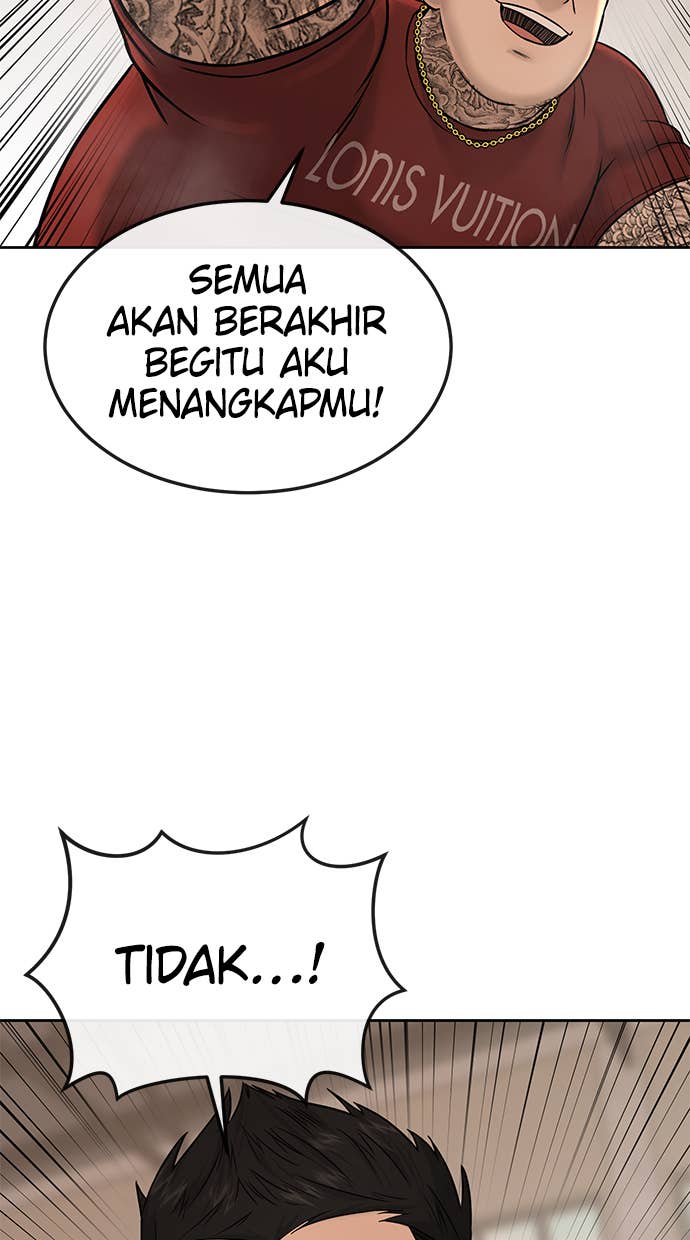 LONIS VUITION
SEMUA
AKAN BERAKHIR
BEGITU AKU
MENANGKAPMU!
TIDAK...!